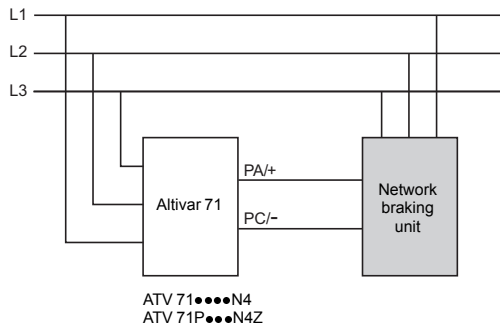 L1
L2
L3
PA/+
Altivar 71
PC/-
Network
braking
unit
ATV 71●●●●N4
ATV 71P●●●N4Z